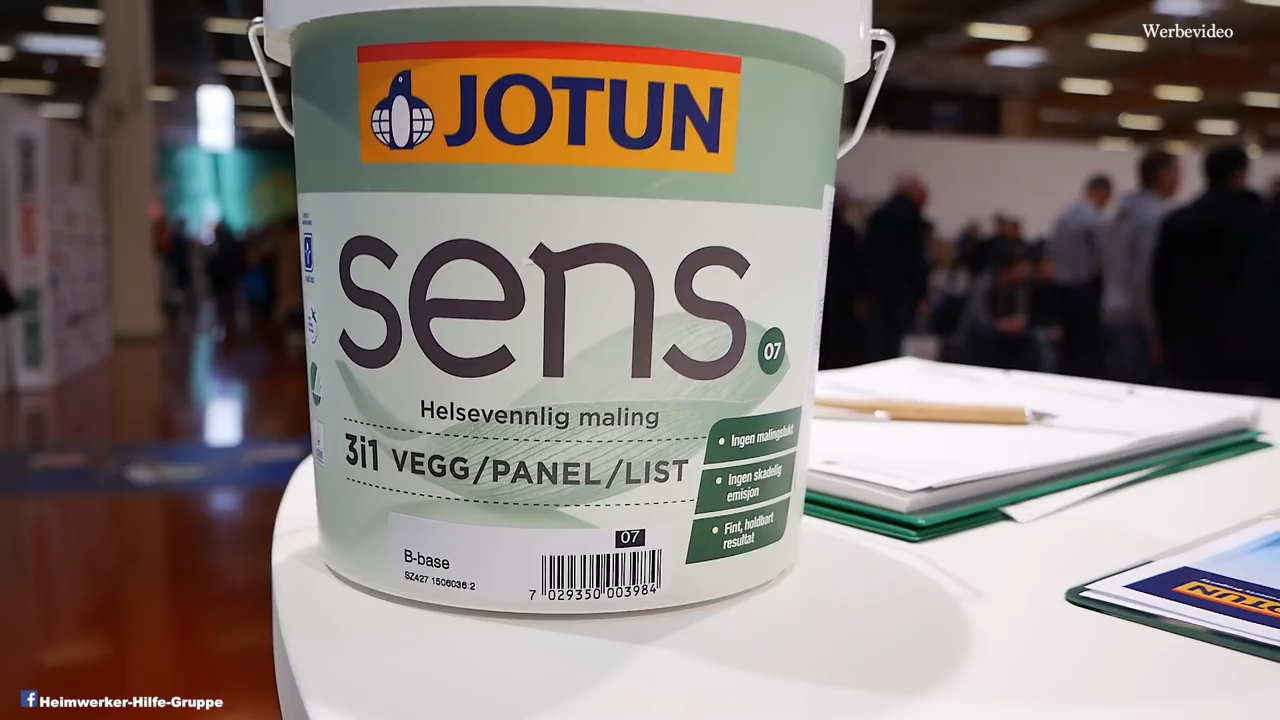 Werbevideo
JOTUN
sens.
07
Helsevennlig maling
3i1 VEGG/PANEL/LIST
Ingen malingslukt
Ingen skadelig
emisjon
Fint, holdbart
resultat
07
B-base
SZ427 1506036 2
7 029350 003984
JOTUN
Heimwerker-Hilfe-Gruppe